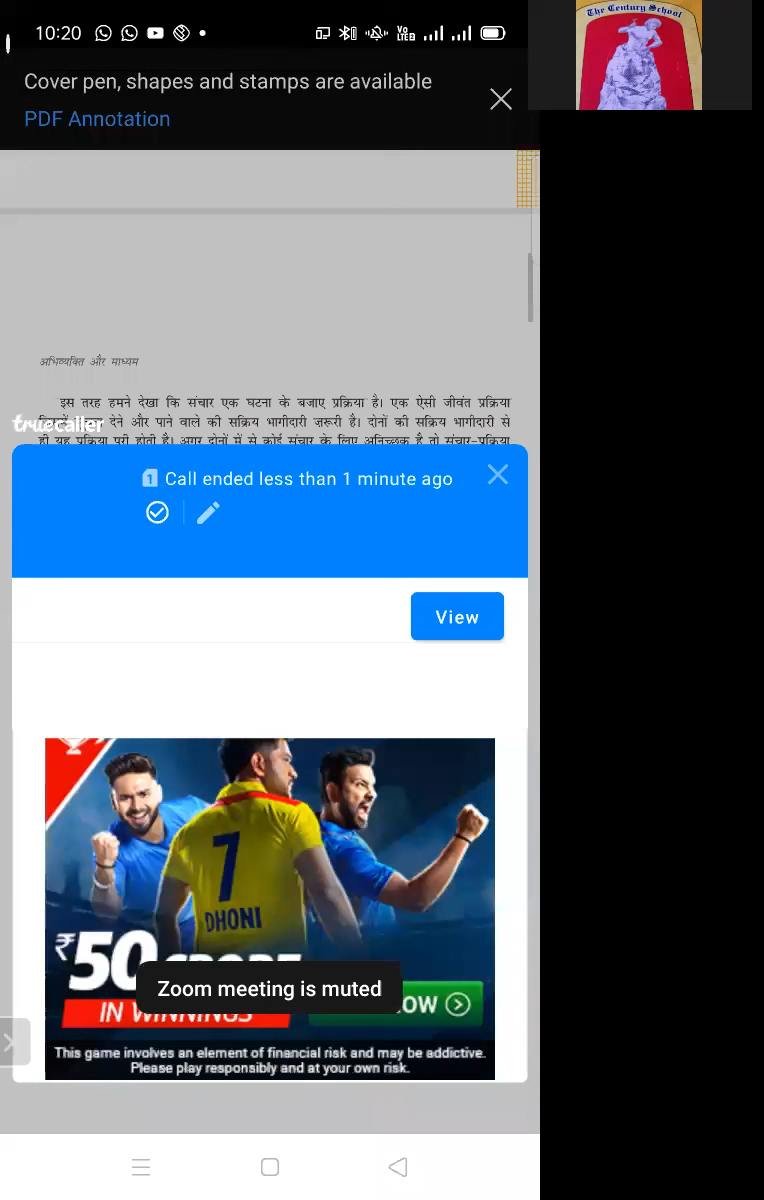 10:20
The Century School
Cover pen, shapes and stamps are available
PDF Annotation
अभिव्यक्ति और माध्यम
इस तरह हमने देखा कि संचार एक घटना के बजाए प्रक्रिया है। एक ऐसी जीवंत प्रक्रिया
देने और पाने वाले की सक्रिय भागीदारी ज़रूरी है। दोनों की सक्रिय भागीदारी से
truecaller
ही यह प्रक्रिया पूरी होती है। अगर दोनों में से कोई संचार के लिए अनिच्छुक है तो संचार-प्रक्रिया
1 Call ended less than 1 minute ago
View
7
DHONI
₹50
Zoom meeting is muted
IN WINNINGS
OW
This game involves an element of financial risk and may be addictive.
Please play responsibly and at your own risk.